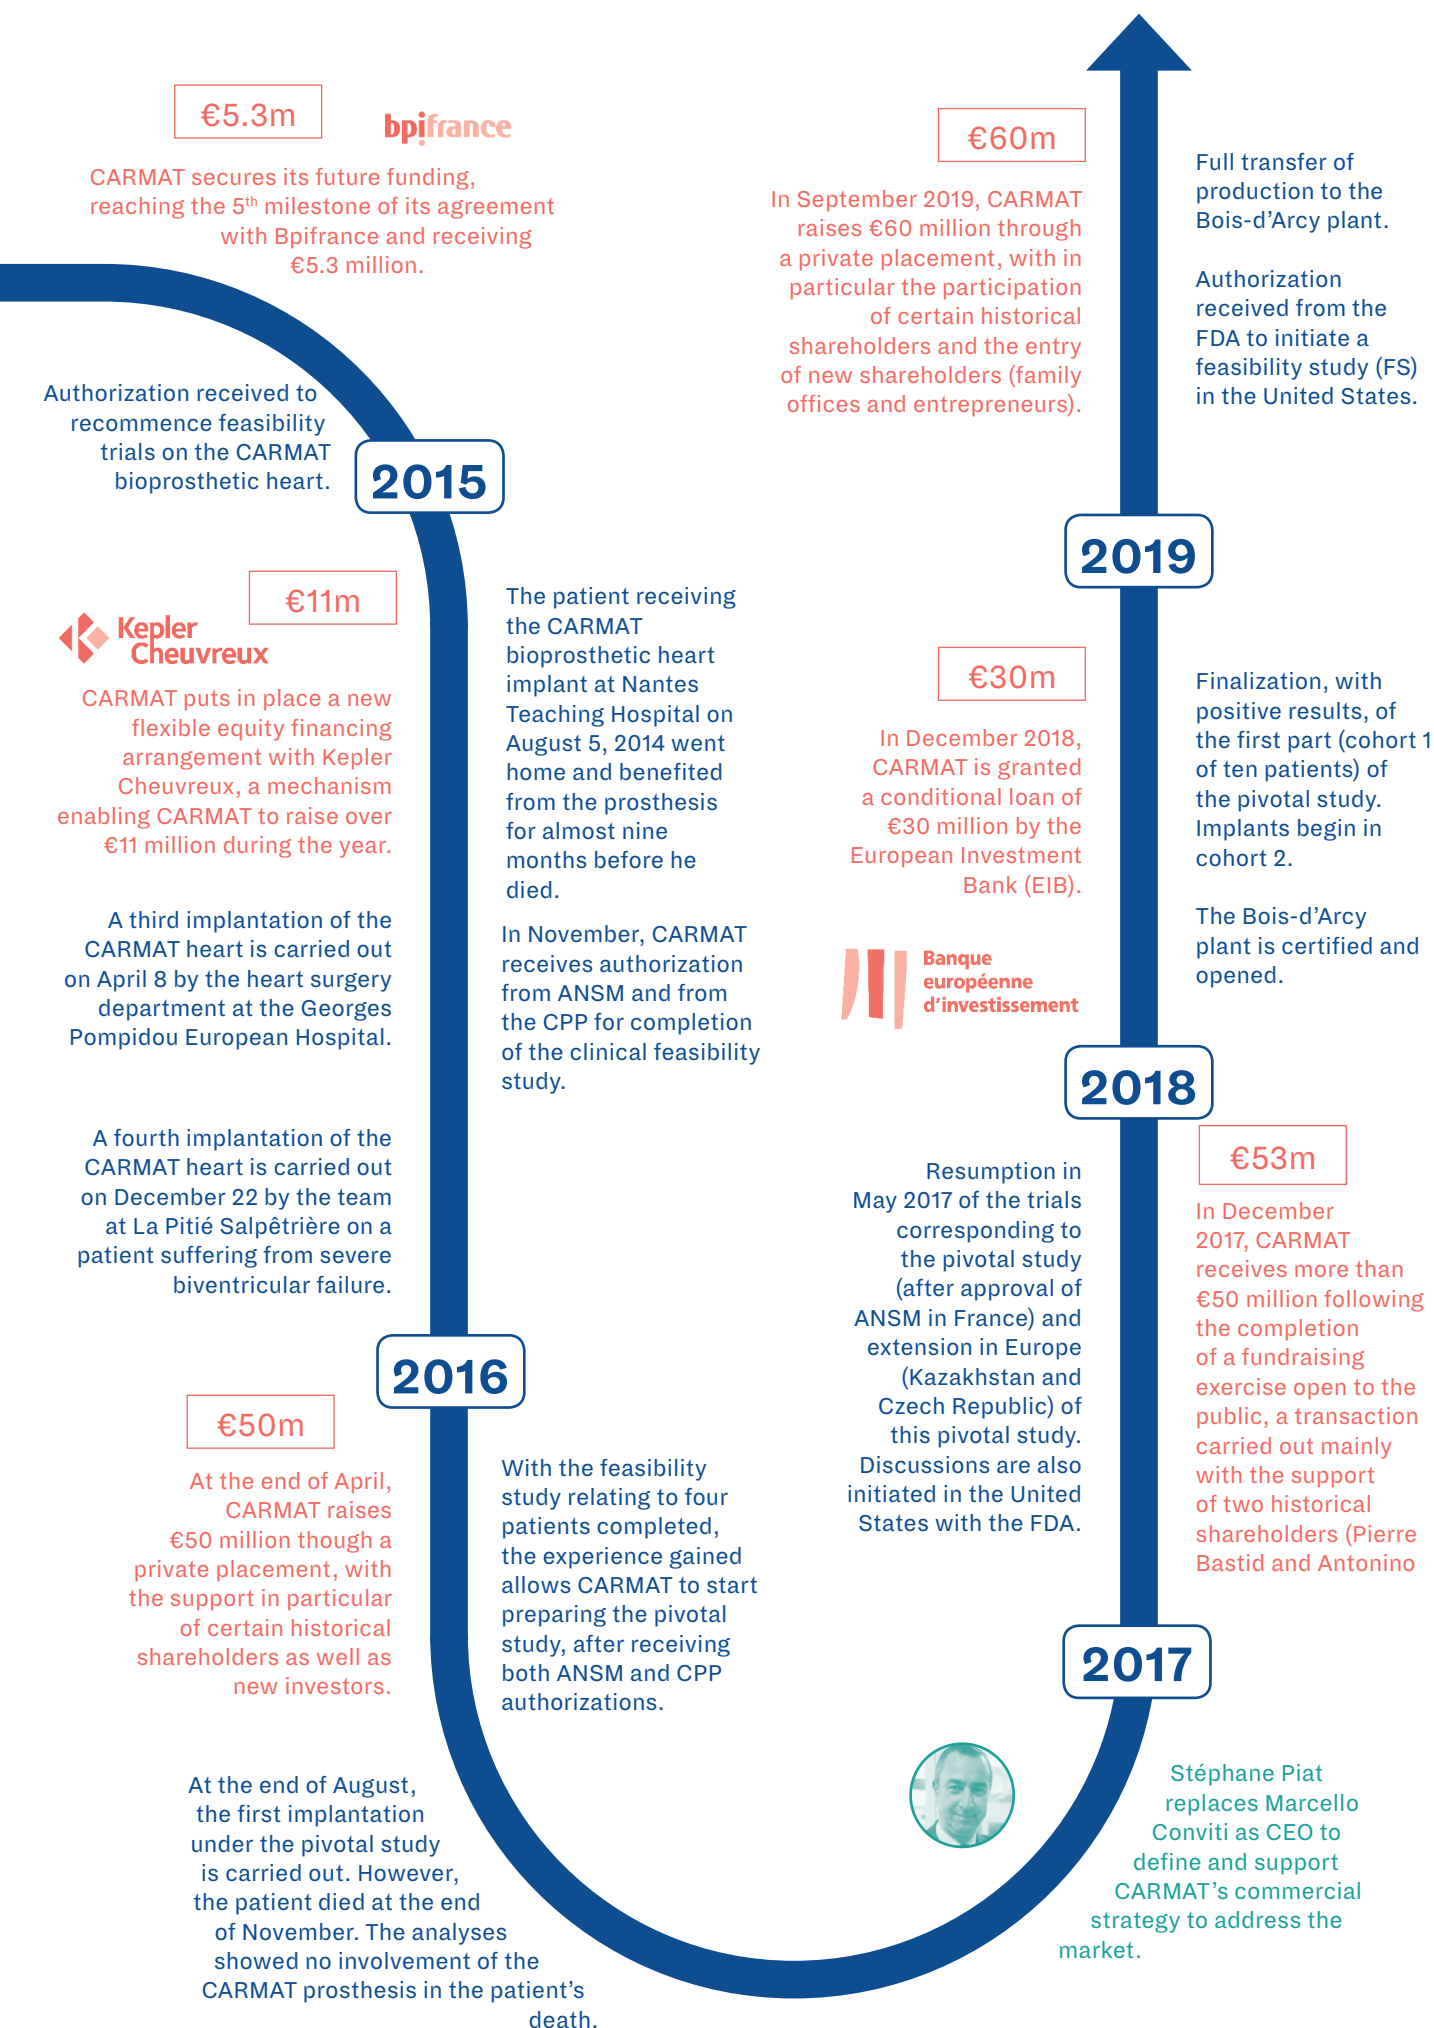 €5.3m
bpifrance
CARMAT secures its future funding,
reaching the 5th milestone of its agreement
with Bpifrance and receiving
€5.3 million.
Authorization received to
recommence feasibility
trials on the CARMAT
bioprosthetic heart.
2015
€11m
Kepler
Cheuvreux
CARMAT puts in place a new
flexible equity financing
arrangement with Kepler
Cheuvreux, a mechanism
enabling CARMAT to raise over
€11 million during the year.
The patient receiving
the CARMAT
bioprosthetic heart
implant at Nantes
Teaching Hospital on
August 5, 2014 went
home and benefited
from the prosthesis
for almost nine
months before he
died.
A third implantation of the
CARMAT heart is carried out
on April 8 by the heart surgery
department at the Georges
Pompidou European Hospital.
In November, CARMAT
receives authorization
from ANSM and from
the CPP for completion
of the clinical feasibility
study.
A fourth implantation of the
CARMAT heart is carried out
on December 22 by the team
at La Pitié Salpêtrière on a
patient suffering from severe
biventricular failure.
2016
€50m
At the end of April,
CARMAT raises
€50 million though a
private placement, with
the support in particular
of certain historical
shareholders as well as
new investors.
With the feasibility
study relating to four
patients completed,
the experience gained
allows CARMAT to start
preparing the pivotal
study, after receiving
both ANSM and CPP
authorizations.
At the end of August,
the first implantation
under the pivotal study
is carried out. However,
the patient died at the end
of November. The analyses
showed no involvement of the
CARMAT prosthesis in the patient's
death.
Stéphane Piat
replaces Marcello
Conviti as CEO to
define and support
CARMAT's commercial
strategy to address the
market.
2017
Resumption in
May 2017 of the trials
corresponding to
the pivotal study
(after approval of
ANSM in France) and
extension in Europe
(Kazakhstan and
Czech Republic) of
this pivotal study.
Discussions are also
initiated in the United
States with the FDA.
€53m
In December
2017, CARMAT
receives more than
€50 million following
the completion
of a fundraising
exercise open to the
public, a transaction
carried out mainly
with the support
of two historical
shareholders (Pierre
Bastid and Antonino
2018
€30m
In December 2018,
CARMAT is granted
a conditional loan of
€30 million by the
European Investment
Bank (EIB).
Banque
européenne
d'investissement
Finalization, with
positive results, of
the first part (cohort 1
of ten patients) of
the pivotal study.
Implants begin in
cohort 2.
The Bois-d'Arcy
plant is certified and
opened.
2019
€60m
In September 2019, CARMAT
raises €60 million through
a private placement, with in
particular the participation
of certain historical
shareholders and the entry
of new shareholders (family
offices and entrepreneurs).
Full transfer of
production to the
Bois-d'Arcy plant.
Authorization
received from the
FDA to initiate a
feasibility study (FS)
in the United States.